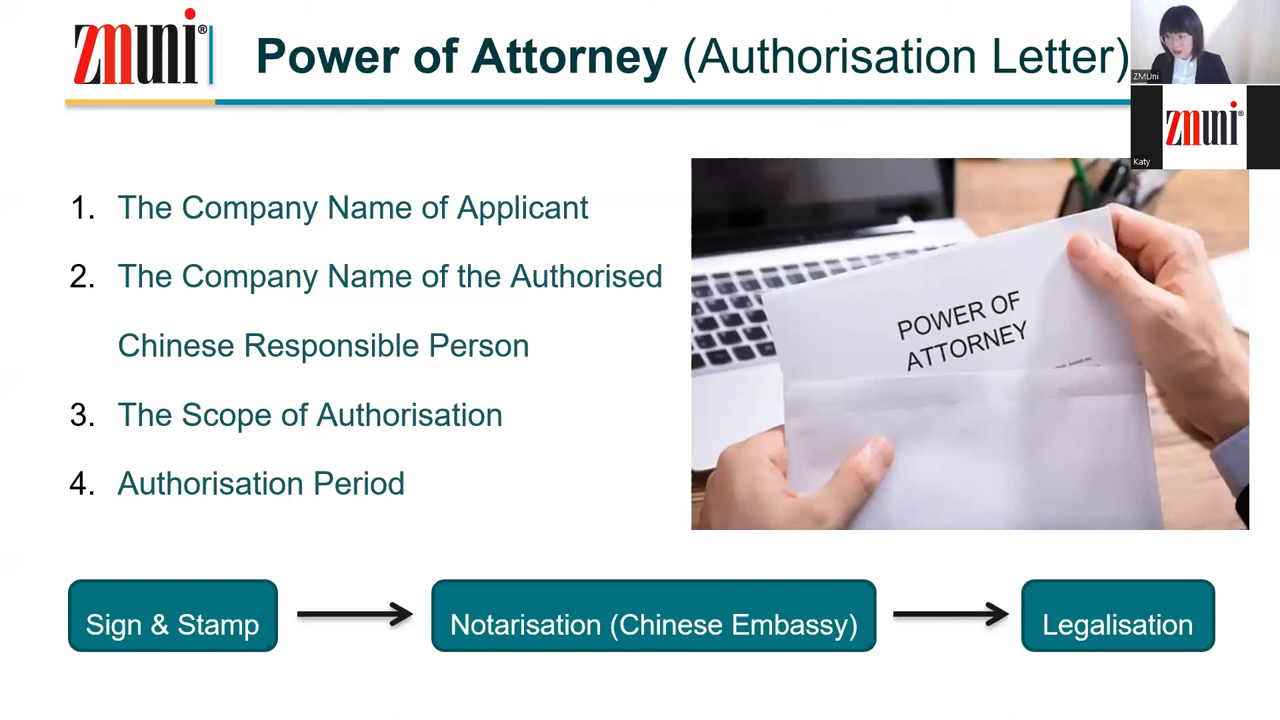 zmuni®
Power of Attorney (Authorisation Letter)
ZMUni
zmuni®
Katy
1. The Company Name of Applicant
2. The Company Name of the Authorised
Chinese Responsible Person
3. The Scope of Authorisation
4. Authorisation Period
POWER OF
ATTORNEY
Sign & Stamp
Notarisation (Chinese Embassy)
Legalisation